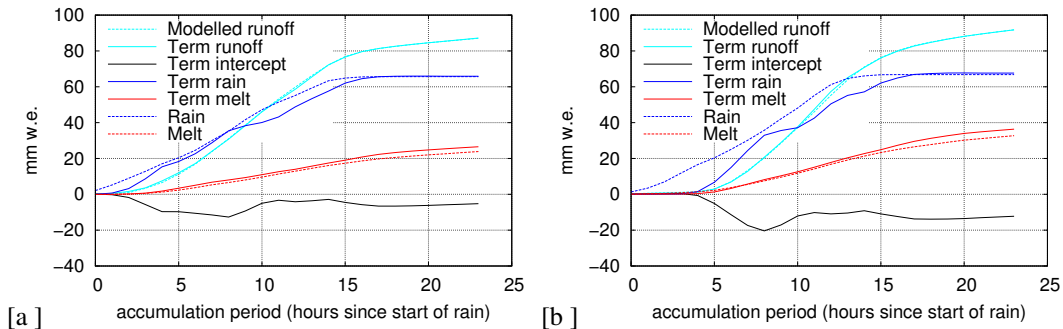 100
80
60
40
20
0
−20
−40
mm w.e.
Modelled runoff
Term runoff
Term intercept
Term rain
Term melt
Rain
Melt
0 5 10 15 20 25
accumulation period (hours since start of rain)
[a ]
100
80
60
40
20
0
−20
−40
mm w.e.
Modelled runoff
Term runoff
Term intercept
Term rain
Term melt
Rain
Melt
0 5 10 15 20 25
accumulation period (hours since start of rain)
[b ]